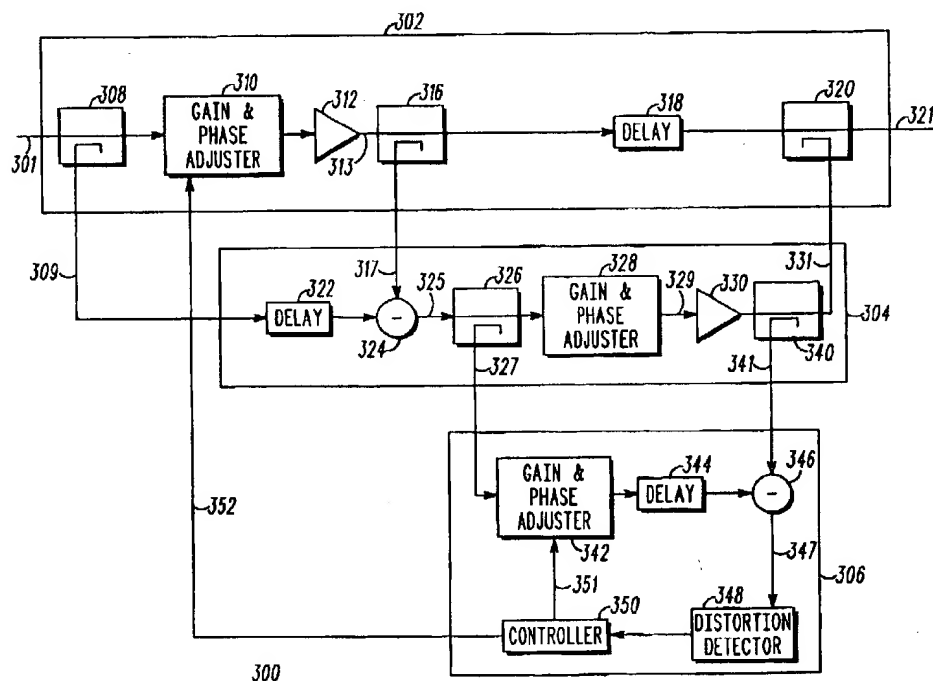 302
308
310
GAIN &
PHASE
ADJUSTER
312
313
316
318
DELAY
320
321
301
309
317
322
DELAY
324
325
326
327
328
GAIN &
PHASE
ADJUSTER
329
330
331
304
340
341
GAIN &
PHASE
ADJUSTER
342
344
DELAY
346
347
306
352
351
350
CONTROLLER
348
DISTORTION
DETECTOR
300